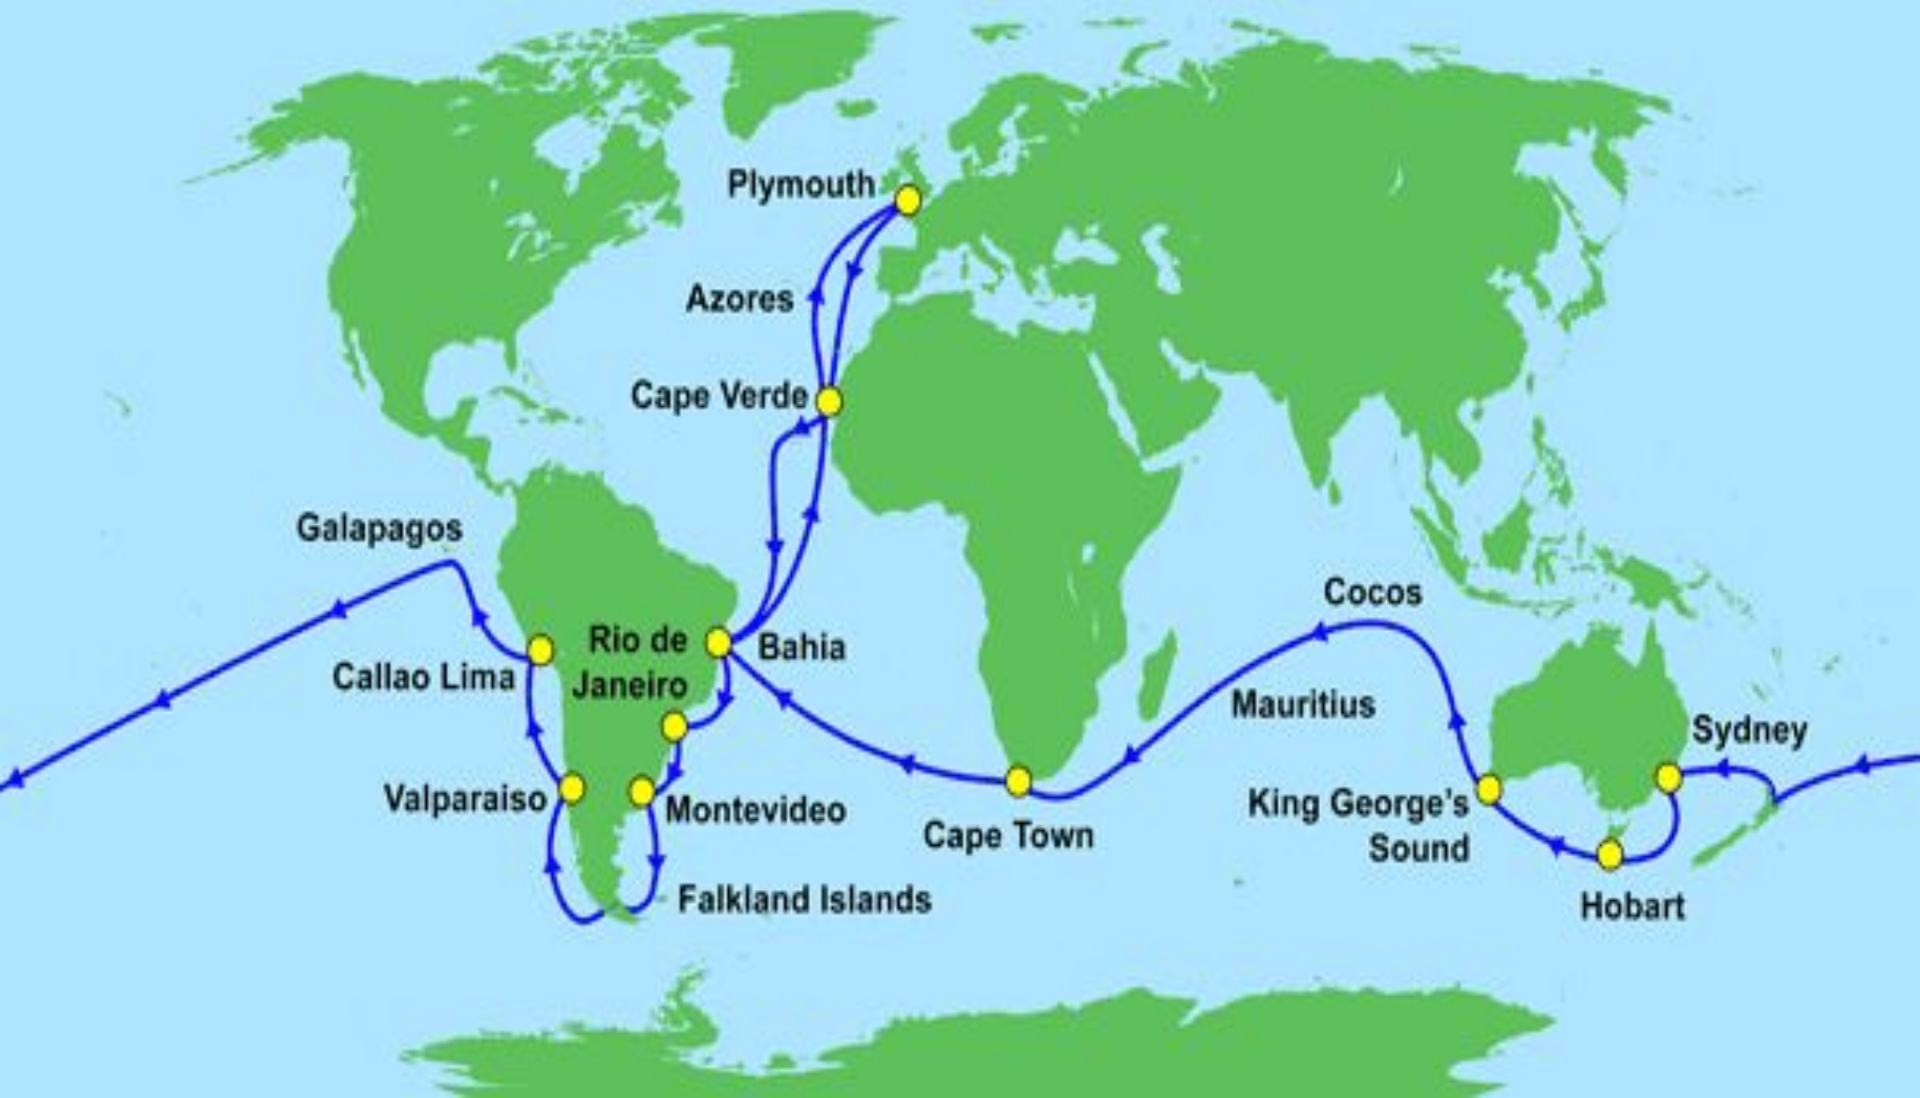 Plymouth
Azores
Cape Verde
Galapagos
Cocos
Rio de
Janeiro
Bahia
Callao Lima
Mauritius
Sydney
Valparaiso
Montevideo
King George's
Sound
Cape Town
Falkland Islands
Hobart